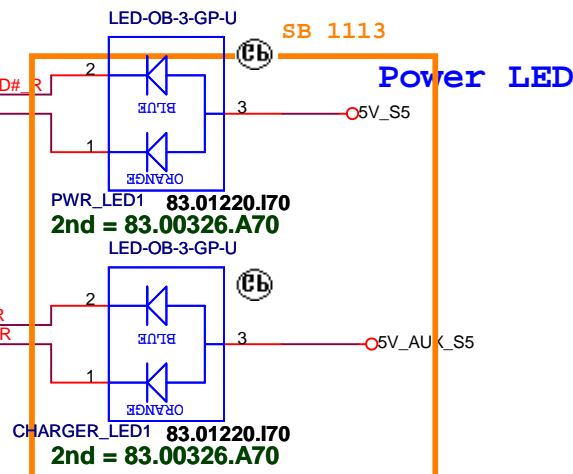 LED-OB-3-GP-U
SB 1113
Power LED
2
D#_R
BLUE
3
5V_S5
1
ORANGE
PWR_LED1
83.01220.I70
2nd = 83.00326.A70
LED-OB-3-GP-U
2
R
BLUE
R
3
5V_AUX_S5
1
ORANGE
CHARGER_LED1
83.01220.I70
2nd = 83.00326.A70